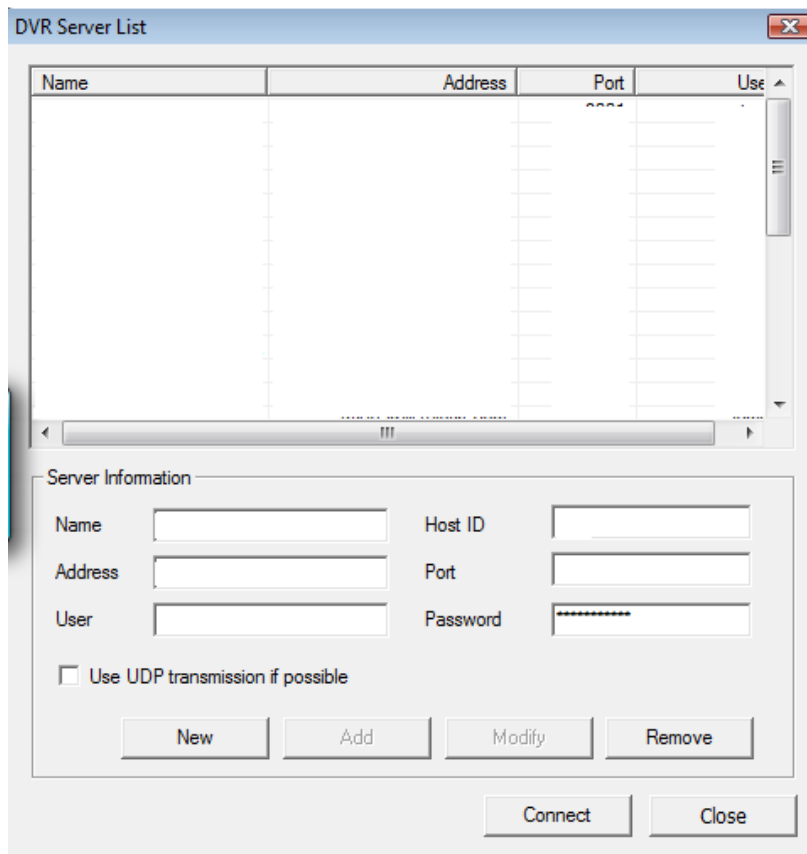 DVR Server List
Name Address Port Use
Server Information
Name Host ID
Address Port
User Password ***********
Use UDP transmission if possible
New Add Modify Remove
Connect Close